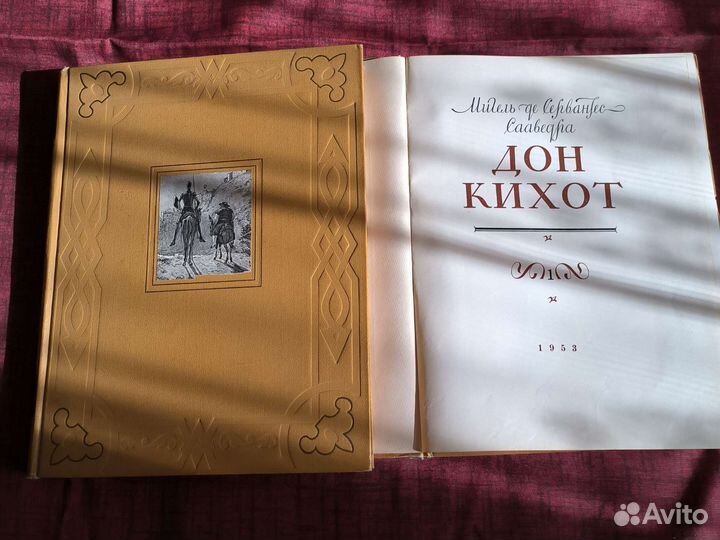 Мигель де Сервантес
Сааведра
ДОН
КИХОТ
1
1953
Avito